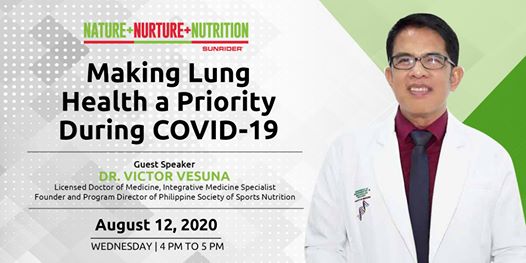 NATURE+NURTURE+NUTRITION
SUNRIDER
Making Lung
Health a Priority
During COVID-19
Guest Speaker
DR. VICTOR VESUNA
Licensed Doctor of Medicine, Integrative Medicine Specialist
Founder and Program Director of Philippine Society of Sports Nutrition
August 12, 2020
WEDNESDAY | 4 PM TO 5 PM